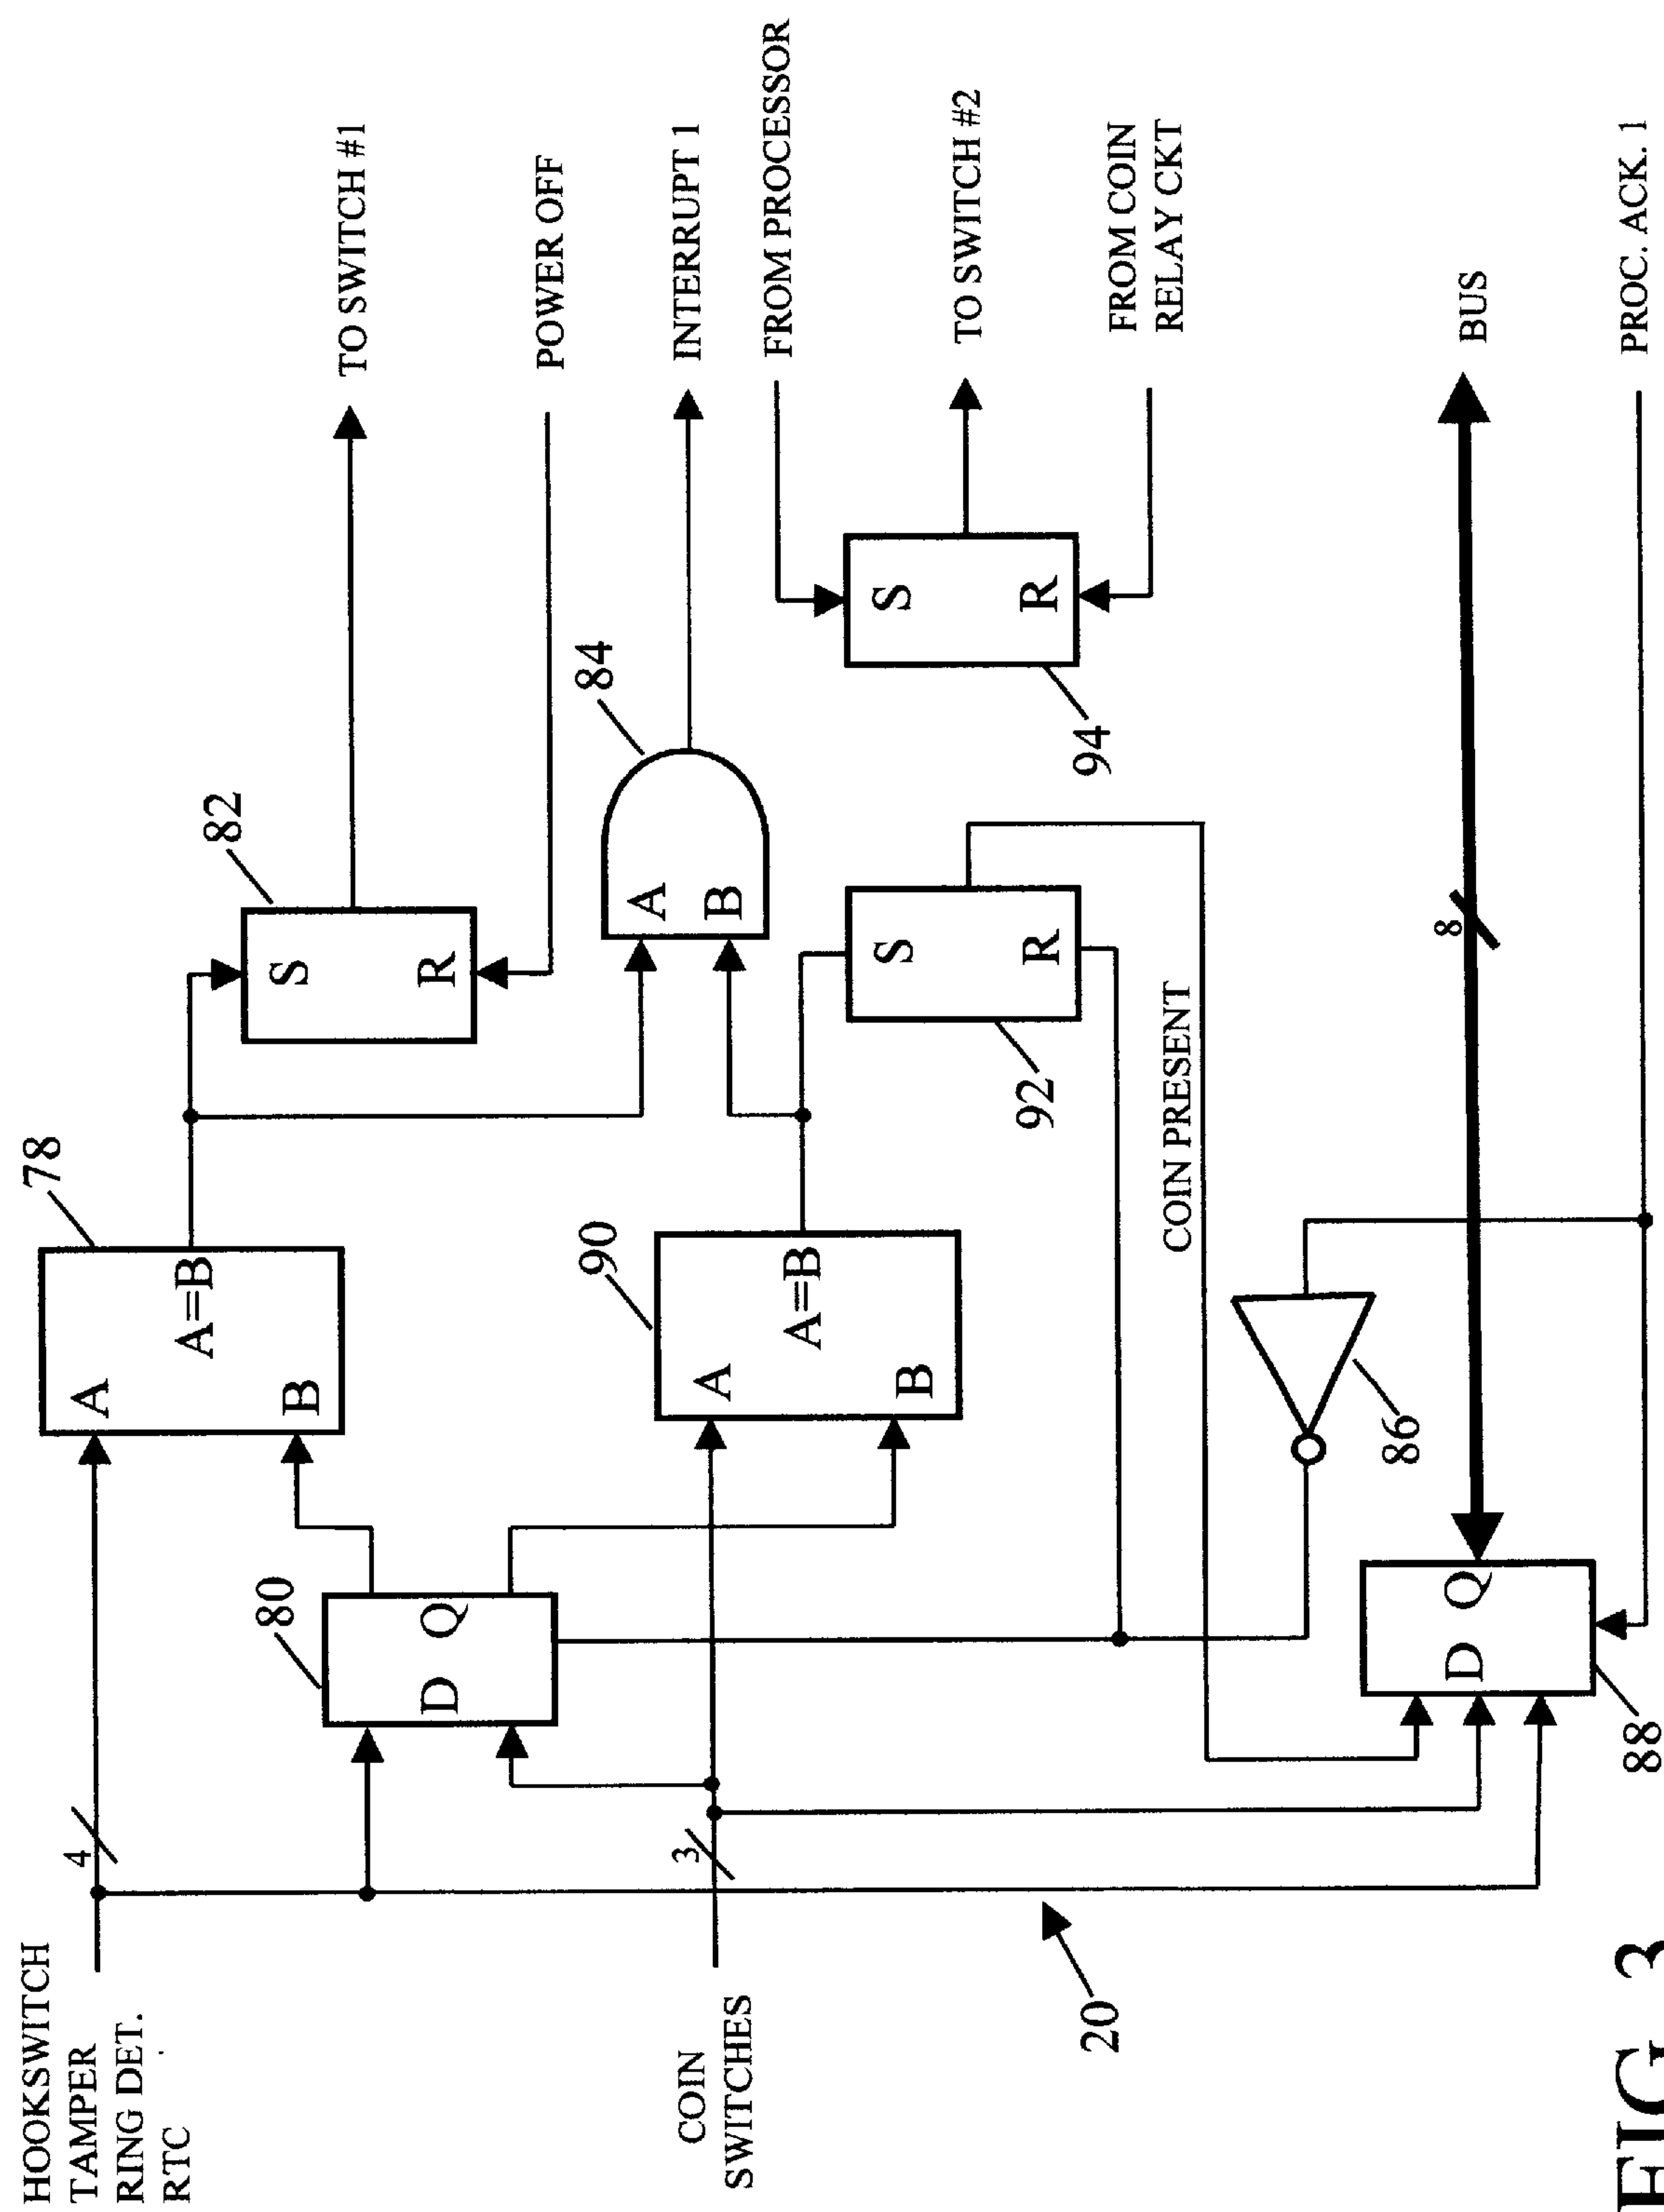 HOOKSWITCH
TAMPER
RING DET.
RTC
4
A
A=B
B
78
S
R
82
TO SWITCH #1
POWER OFF
80
D Q
84
A
B
INTERRUPT 1
FROM PROCESSOR
COIN
SWITCHES
3
90
A
A=B
B
S
R
92
S
R
94
TO SWITCH #2
FROM COIN
RELAY CKT
20
COIN PRESENT
86
88
D Q
8
BUS
PROC. ACK. 1
FIG. 3